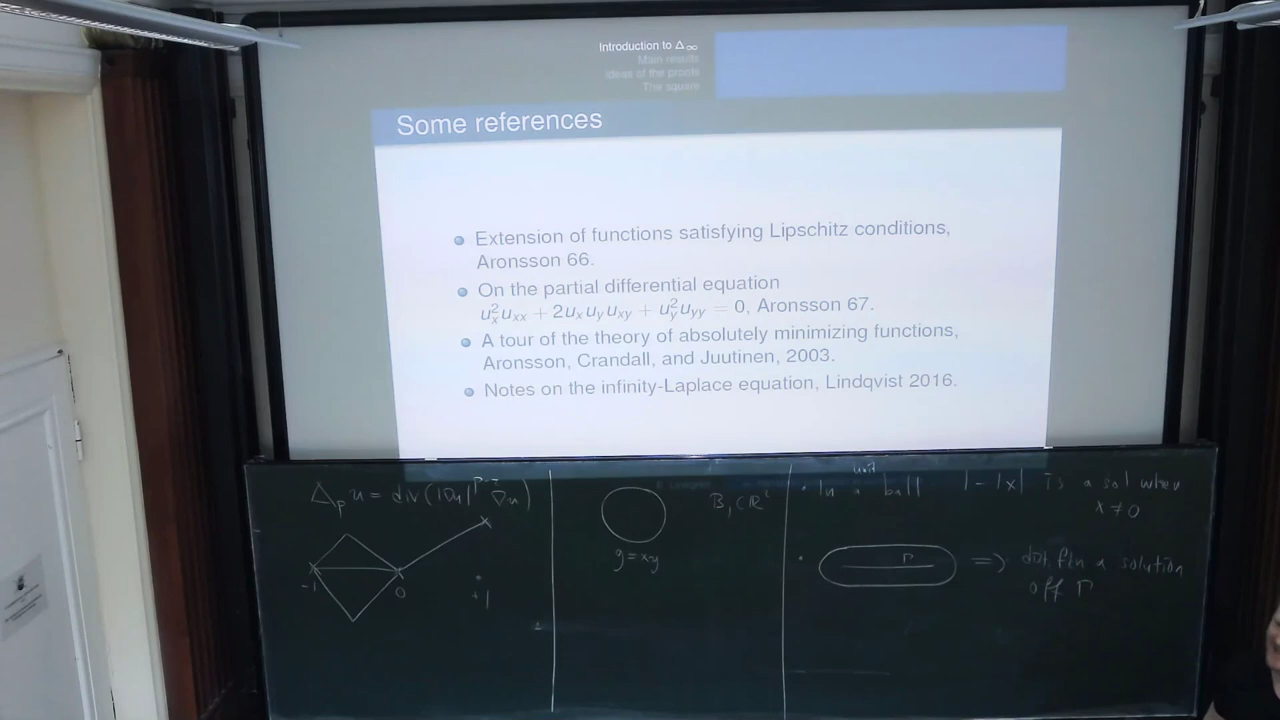 Introduction to Δ∞
Main results
Ideas of the proofs
The square
Some references
Extension of functions satisfying Lipschitz conditions,
Aronsson 66.
On the partial differential equation
u_x^2 u_xx + 2u_x u_y u_xy + u_y^2 u_yy = 0, Aronsson 67.
A tour of the theory of absolutely minimizing functions,
Aronsson, Crandall, and Juutinen, 2003.
Notes on the infinity-Laplace equation, Lindqvist 2016.
Δ_p u = div(|∇u|^{p-2} ∇u)
-1
0
+1
B_1 ⊂ ℝ^2
g = xy
· In a unit ball 1-|x| is a sol when
x ≠ 0
· Γ ⇒ dist. fcn a solution
off Γ